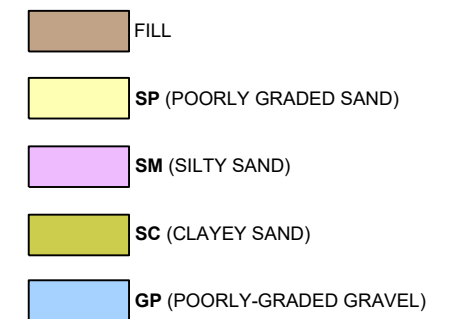 FILL
SP (POORLY GRADED SAND)
SM (SILTY SAND)
SC (CLAYEY SAND)
GP (POORLY-GRADED GRAVEL)